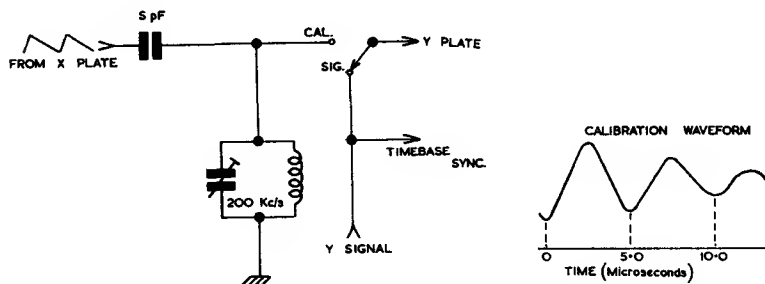 S pF
CAL.
Y PLATE
FROM X PLATE
SIG.
CALIBRATION WAVEFORM
TIMEBASE SYNC.
200 Kc/s
Y SIGNAL
0 5·0 10·0
TIME (Microseconds)